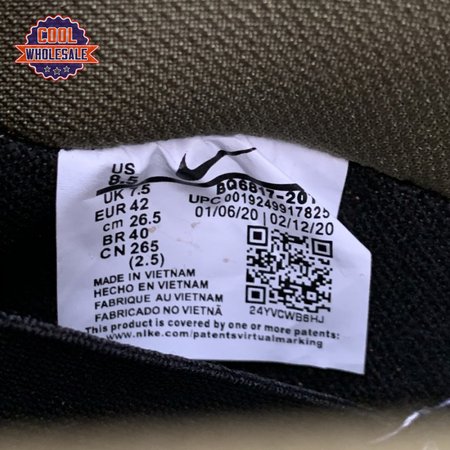 COOL
WHOLESALE
US 8.5
UK 7.5
EUR 42
cm 26.5
BR 40
CN 265
(2.5)
BQ6817-201
UPC 0019249917825
01/06/20 | 02/12/20
24YVCWB6HJ
MADE IN VIETNAM
HECHO EN VIETNAM
FABRIQUE AU VIETNAM
FABRICADO NO VIETNÃ
This product is covered by one or more patents:
www.nike.com/patentsvirtualmarking